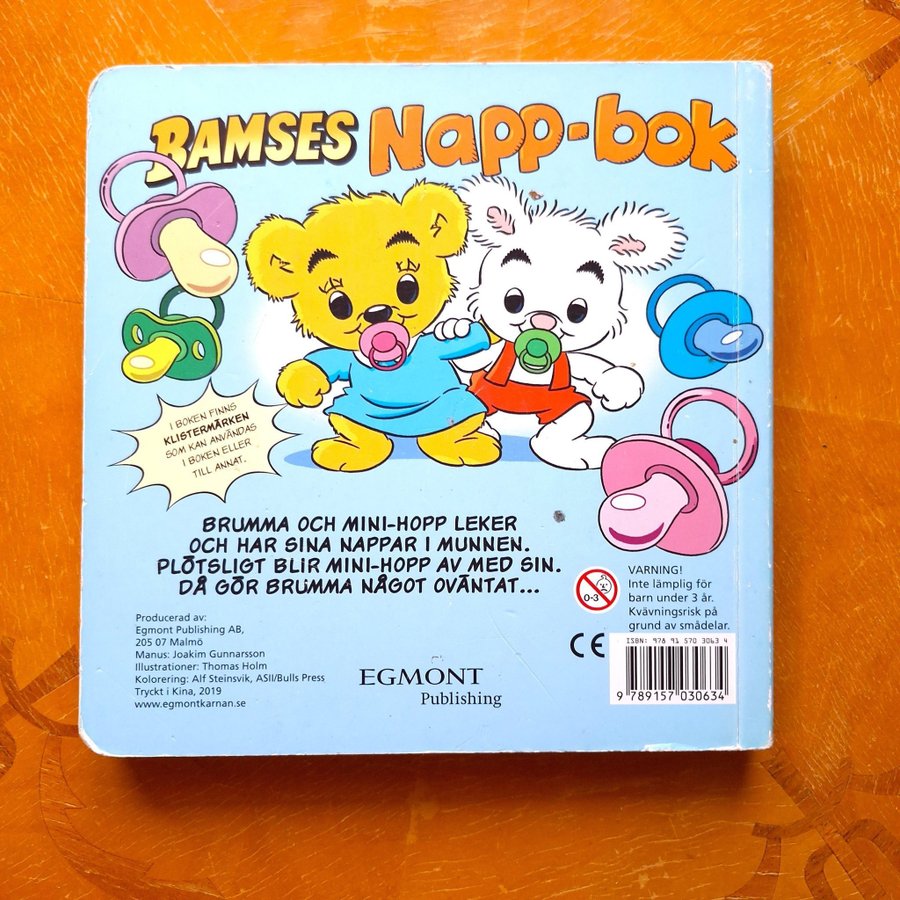 BAMSES Napp-bok
I BOKEN FINNS
KLISTERMÄRKEN
SOM KAN ANVÄNDAS
I BOKEN ELLER
TILL ANNAT.
BRUMMA OCH MINI-HOPP LEKER
OCH HAR SINA NAPPAR I MUNNEN.
PLÖTSLIGT BLIR MINI-HOPP AV MED SIN.
DÅ GÖR BRUMMA NÅGOT OVÄNTAT...
Producerad av:
Egmont Publishing AB,
205 07 Malmö
Manus: Joakim Gunnarsson
Illustrationer: Thomas Holm
Kolorering: Alf Steinsvik, ASII/Bulls Press
Tryckt i Kina, 2019
www.egmontkarnan.se
EGMONT
Publishing
0-3
VARNING!
Inte lämplig för
barn under 3 år.
Kvävningsrisk på
grund av smådelar.
CE
ISBN: 978 91 570 3063 4
9 789157 030634